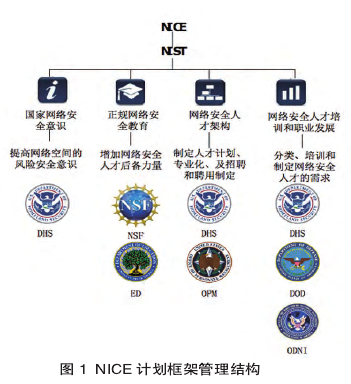 NICE
NIST
国家网络安
全意识
正规网络安
全教育
网络安全人
才架构
网络安全人才培
训和职业发展
提高网络空间的
风险安全意识
增加网络安全
人才后备力量
制定人才计划、
专业化、及招聘
和聘用制定
分类、培训和
制定网络安全
人才的需求
DHS
NSF
NSF
DHS
DHS
ED
OPM
DOD
ODNI
图 1 NICE 计划框架管理结构